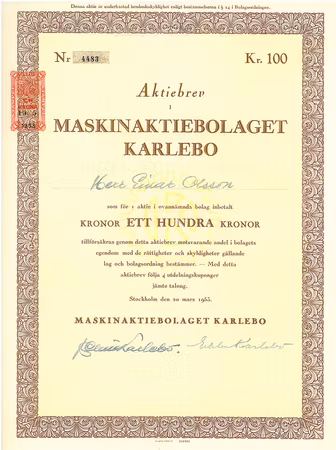 Denna aktie är underkastad hembudsskyldighet enligt bestämmelserna i § 14 i Bolagsordningen.
Nr 4483 Kr. 100
Aktiebrev
i
MASKINAKTIEBOLAGET
KARLEBO
Herr Einar Olsson
som för 1 aktie i ovannämnda bolag inbetalt
KRONOR ETT HUNDRA KRONOR
tillförsäkras genom detta aktiebrev motsvarande andel i bolagets
egendom med de rättigheter och skyldigheter gällande
lag och bolagsordning bestämmer. — Med detta
aktiebrev följa 4 utdelningskuponger
jämte talong.
Stockholm den 20 mars 1955.
MASKINAKTIEBOLAGET KARLEBO
Karlebo. Karlebo